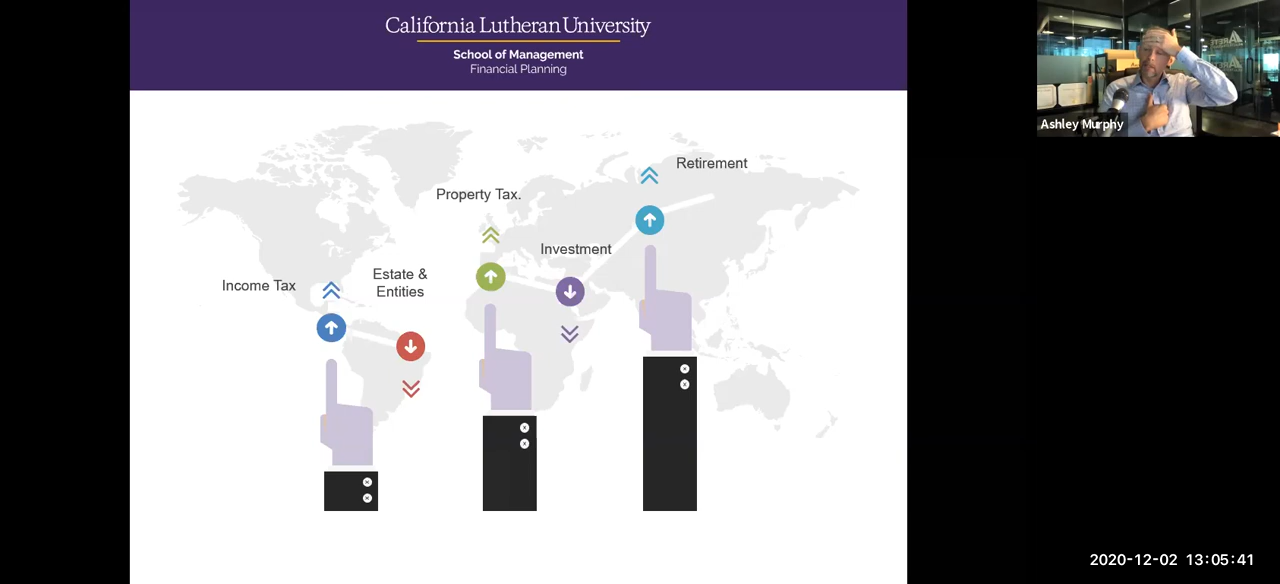 California Lutheran University
School of Management
Financial Planning
Retirement
Property Tax.
Investment
Estate &
Entities
Income Tax
Ashley Murphy
2020-12-02 13:05:41